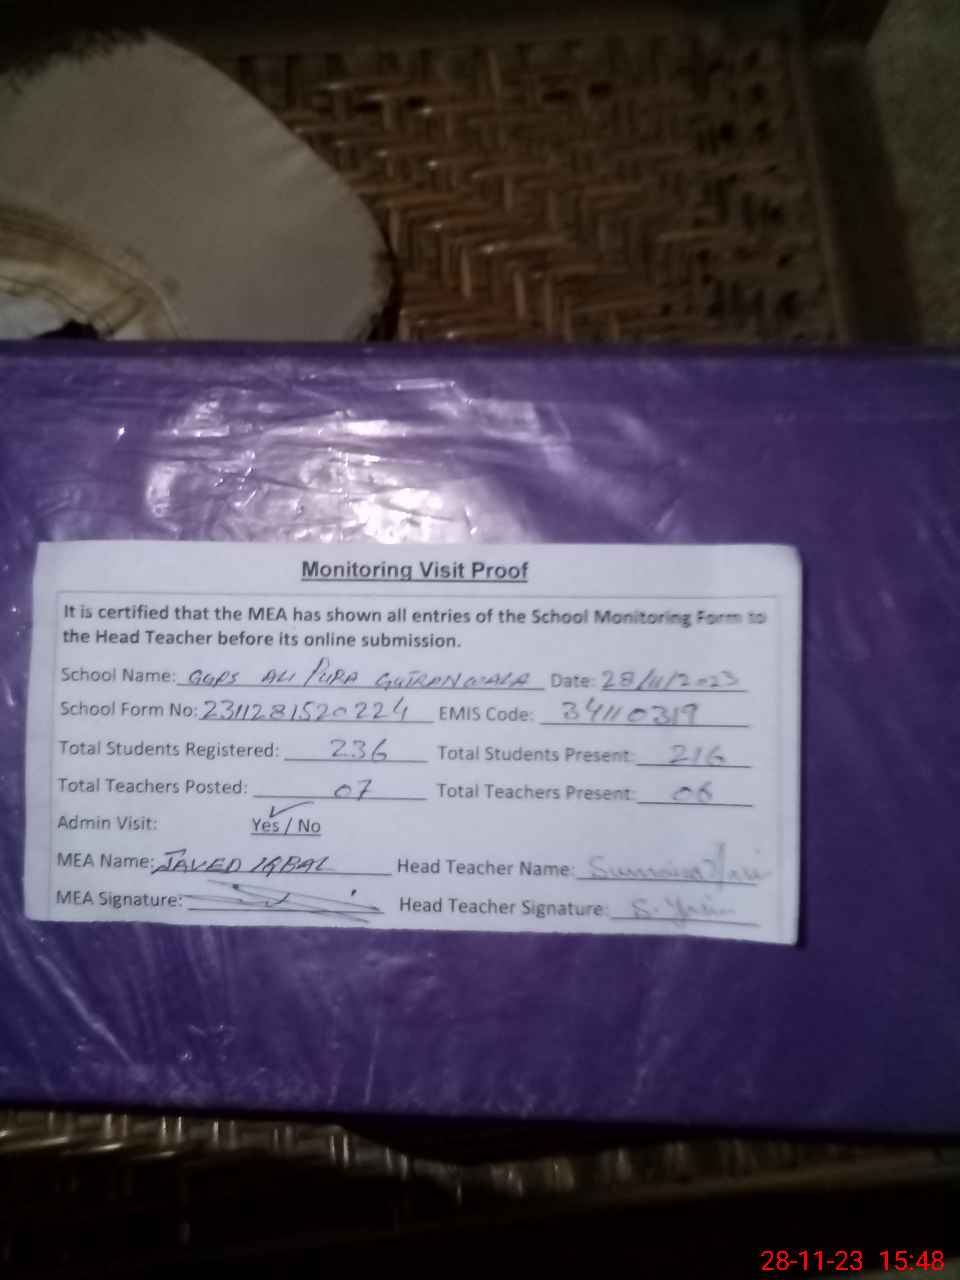 Monitoring Visit Proof
It is certified that the MEA has shown all entries of the School Monitoring Form to
the Head Teacher before its online submission.
School Name: GGPS ALI PURA GUJRANWALA Date: 28/11/2023
School Form No: 2311281520224 EMIS Code: 34110319
Total Students Registered: 236 Total Students Present: 216
Total Teachers Posted: 07 Total Teachers Present: 06
Admin Visit: Yes / No
MEA Name: JAVED IQBAL Head Teacher Name:
MEA Signature: Head Teacher Signature: S. Yasin
28-11-23 15:48